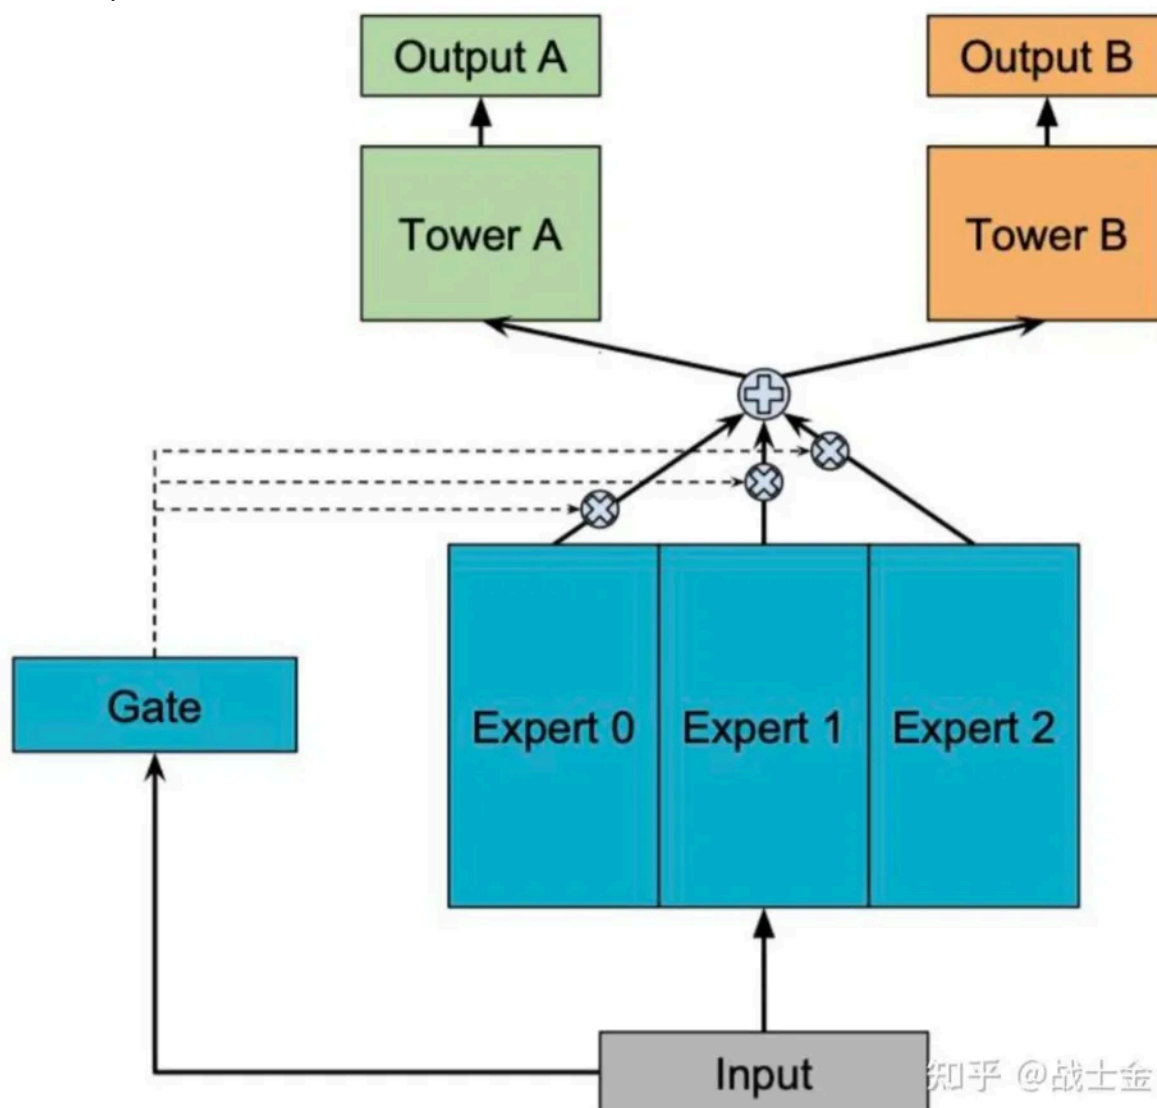 Output A
Output B
Tower A
Tower B
Gate
Expert 0
Expert 1
Expert 2
Input
知乎 @战士金